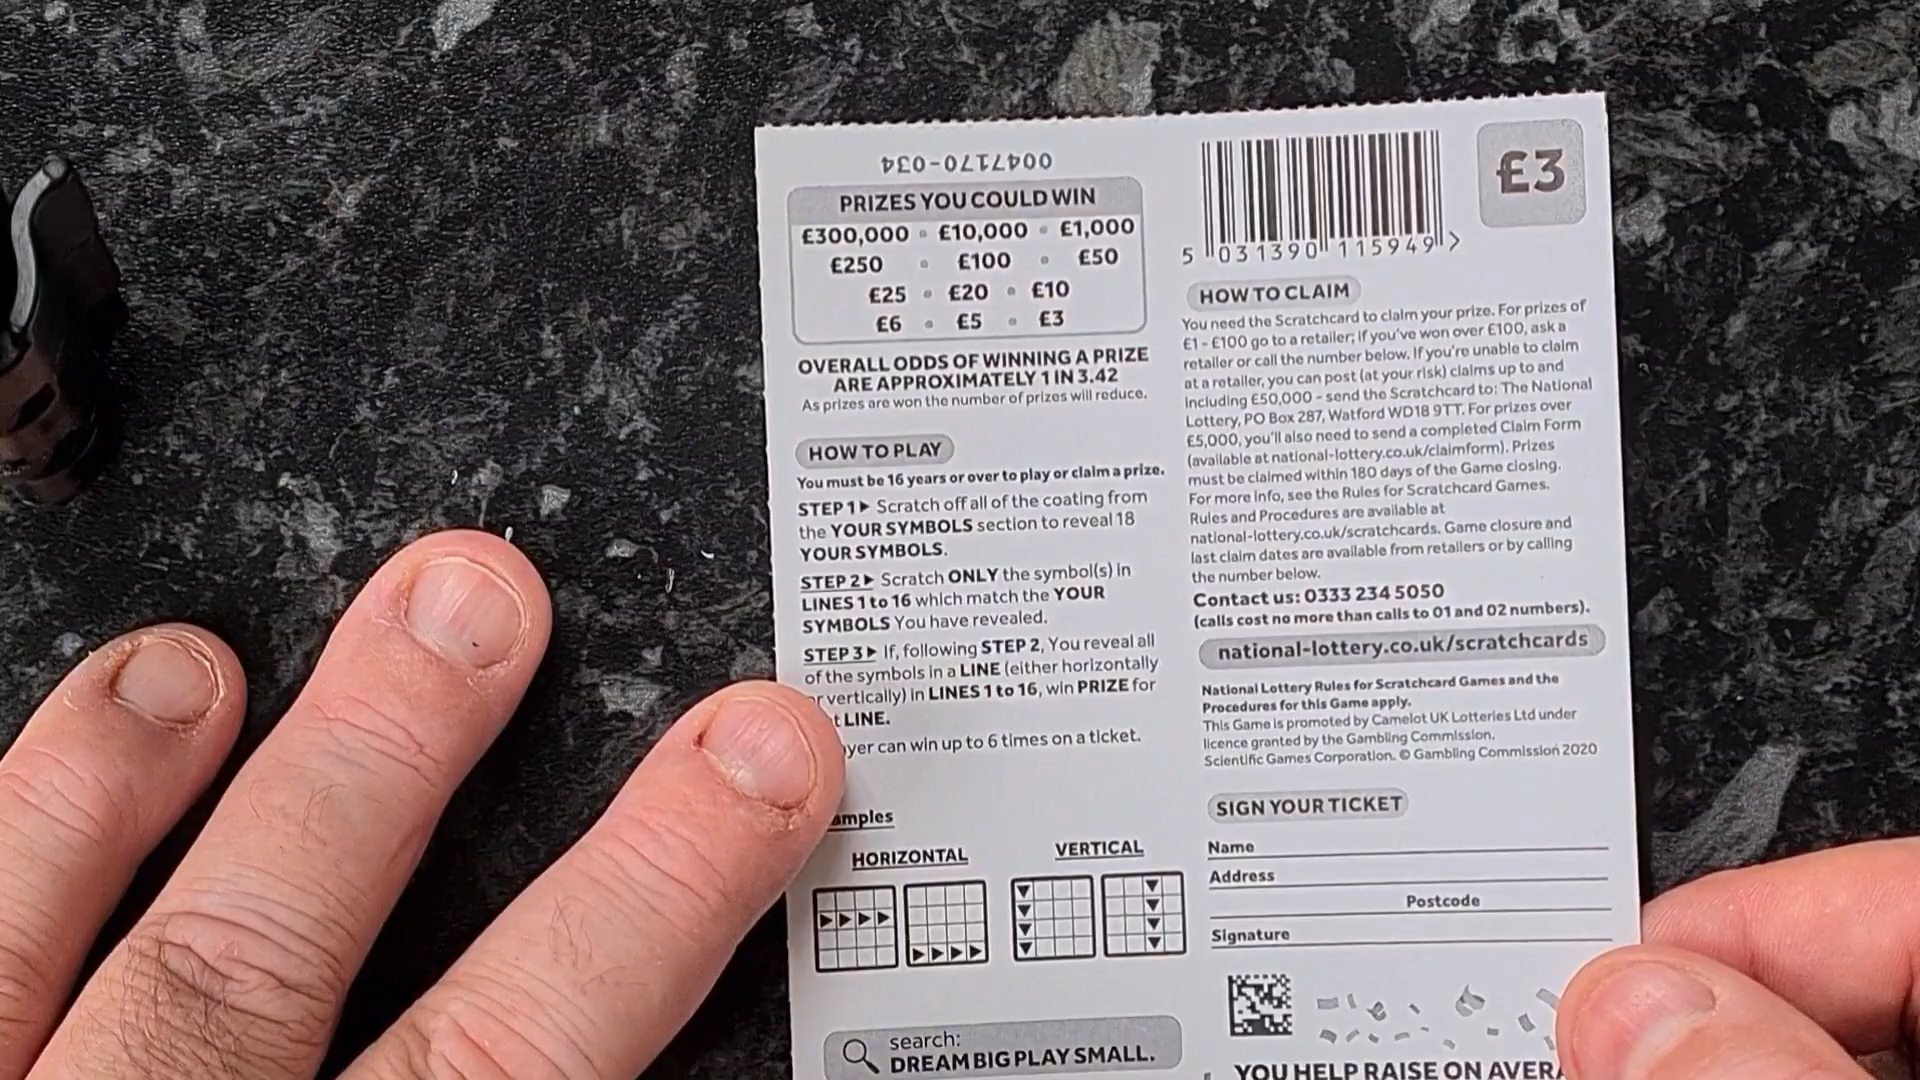 0047170-034
PRIZES YOU COULD WIN
£300,000 • £10,000 • £1,000
£250 • £100 • £50
£25 • £20 • £10
£6 • £5 • £3
OVERALL ODDS OF WINNING A PRIZE
ARE APPROXIMATELY 1 IN 3.42
As prizes are won the number of prizes will reduce.
HOW TO PLAY
You must be 16 years or over to play or claim a prize.
STEP 1▶ Scratch off all of the coating from
the YOUR SYMBOLS section to reveal 18
YOUR SYMBOLS.
STEP 2▶ Scratch ONLY the symbol(s) in
LINES 1 to 16 which match the YOUR
SYMBOLS You have revealed.
STEP 3▶ If, following STEP 2, You reveal all
of the symbols in a LINE (either horizontally
r vertically) in LINES 1 to 16, win PRIZE for
t LINE.
yer can win up to 6 times on a ticket.
amples
HORIZONTAL
VERTICAL
search:
DREAM BIG PLAY SMALL.
5 031390 115949 >
£3
HOW TO CLAIM
You need the Scratchcard to claim your prize. For prizes of
£1 - £100 go to a retailer; if you've won over £100, ask a
retailer or call the number below. If you're unable to claim
at a retailer, you can post (at your risk) claims up to and
including £50,000 - send the Scratchcard to: The National
Lottery, PO Box 287, Watford WD18 9TT. For prizes over
£5,000, you'll also need to send a completed Claim Form
(available at national-lottery.co.uk/claimform). Prizes
must be claimed within 180 days of the Game closing.
For more info, see the Rules for Scratchcard Games.
Rules and Procedures are available at
national-lottery.co.uk/scratchcards. Game closure and
last claim dates are available from retailers or by calling
the number below.
Contact us: 0333 234 5050
(calls cost no more than calls to 01 and 02 numbers).
national-lottery.co.uk/scratchcards
National Lottery Rules for Scratchcard Games and the
Procedures for this Game apply.
This Game is promoted by Camelot UK Lotteries Ltd under
licence granted by the Gambling Commission.
Scientific Games Corporation. © Gambling Commission 2020
SIGN YOUR TICKET
Name
Address
Postcode
Signature
YOU HELP RAISE ON AVERA